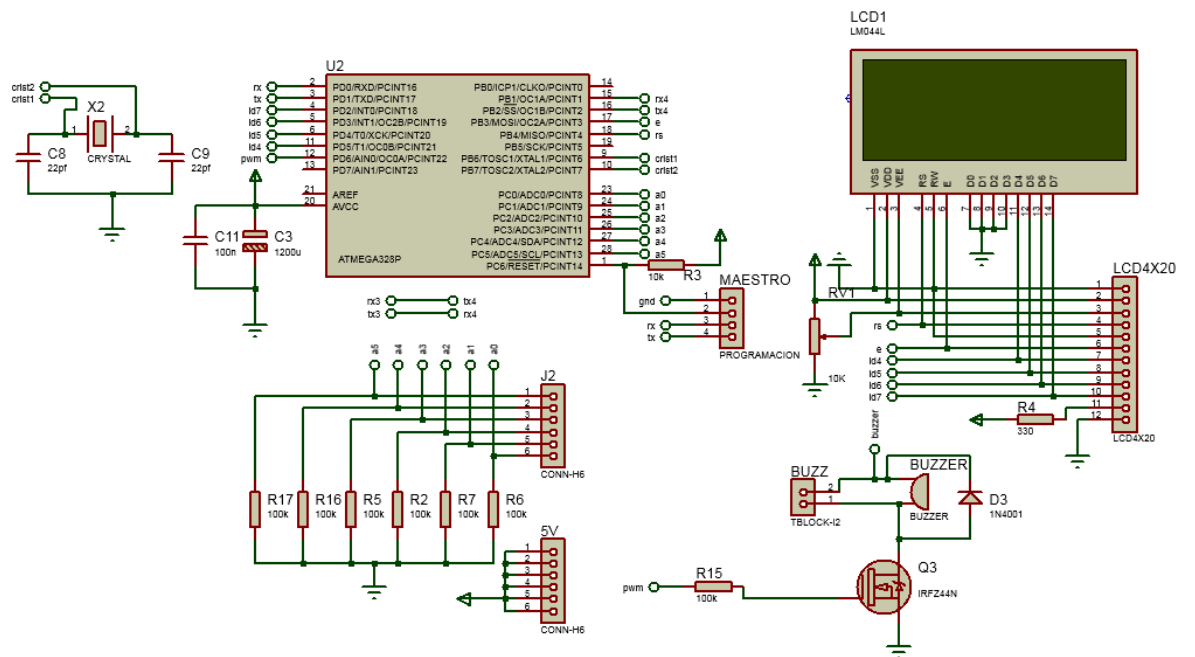 LCD1
LM044L
VSS VDD VEE RS RW E D0 D1 D2 D3 D4 D5 D6 D7
1 2 3 4 5 6 7 8 9 10 11 12 13 14
crist2
crist1
X2
1 2
CRYSTAL
C8
22pf
C9
22pf
U2
rx 2 PD0/RXD/PCINT16
tx 3 PD1/TXD/PCINT17
ld7 4 PD2/INT0/PCINT18
ld6 5 PD3/INT1/OC2B/PCINT19
ld5 6 PD4/T0/XCK/PCINT20
ld4 11 PD5/T1/OC0B/PCINT21
pwm 12 PD6/AIN0/OC0A/PCINT22
13 PD7/AIN1/PCINT23
21 AREF
20 AVCC
PB0/ICP1/CLKO/PCINT0 14
PB1/OC1A/PCINT1 15 rx4
PB2/SS/OC1B/PCINT2 16 tx4
PB3/MOSI/OC2A/PCINT3 17 e
PB4/MISO/PCINT4 18 rs
PB5/SCK/PCINT5 19
PB6/TOSC1/XTAL1/PCINT6 9 crist1
PB7/TOSC2/XTAL2/PCINT7 10 crist2
PC0/ADC0/PCINT8 23 a0
PC1/ADC1/PCINT9 24 a1
PC2/ADC2/PCINT10 25 a2
PC3/ADC3/PCINT11 26 a3
PC4/ADC4/SDA/PCINT12 27 a4
PC5/ADC5/SCL/PCINT13 28 a5
PC6/RESET/PCINT14 1
ATMEGA328P
C11
100n
C3
1200u
R3
10k
rx3 tx4
tx3 rx4
MAESTRO
gnd 1
2
rx 3
tx 4
PROGRAMACION
RV1
10K
LCD4X20
1
2
3
rs 4
5
e 6
ld4 7
ld5 8
ld6 9
ld7 10
11
12
LCD4X20
R4
330
a5 a4 a3 a2 a1 a0
J2
1
2
3
4
5
6
CONN-H6
R17
100k
R16
100k
R5
100k
R2
100k
R7
100k
R6
100k
5V
1
2
3
4
5
6
CONN-H6
buzzer
BUZZ
2
1
TBLOCK-I2
BUZZER
BUZZER
D3
1N4001
pwm
R15
100k
Q3
IRFZ44N